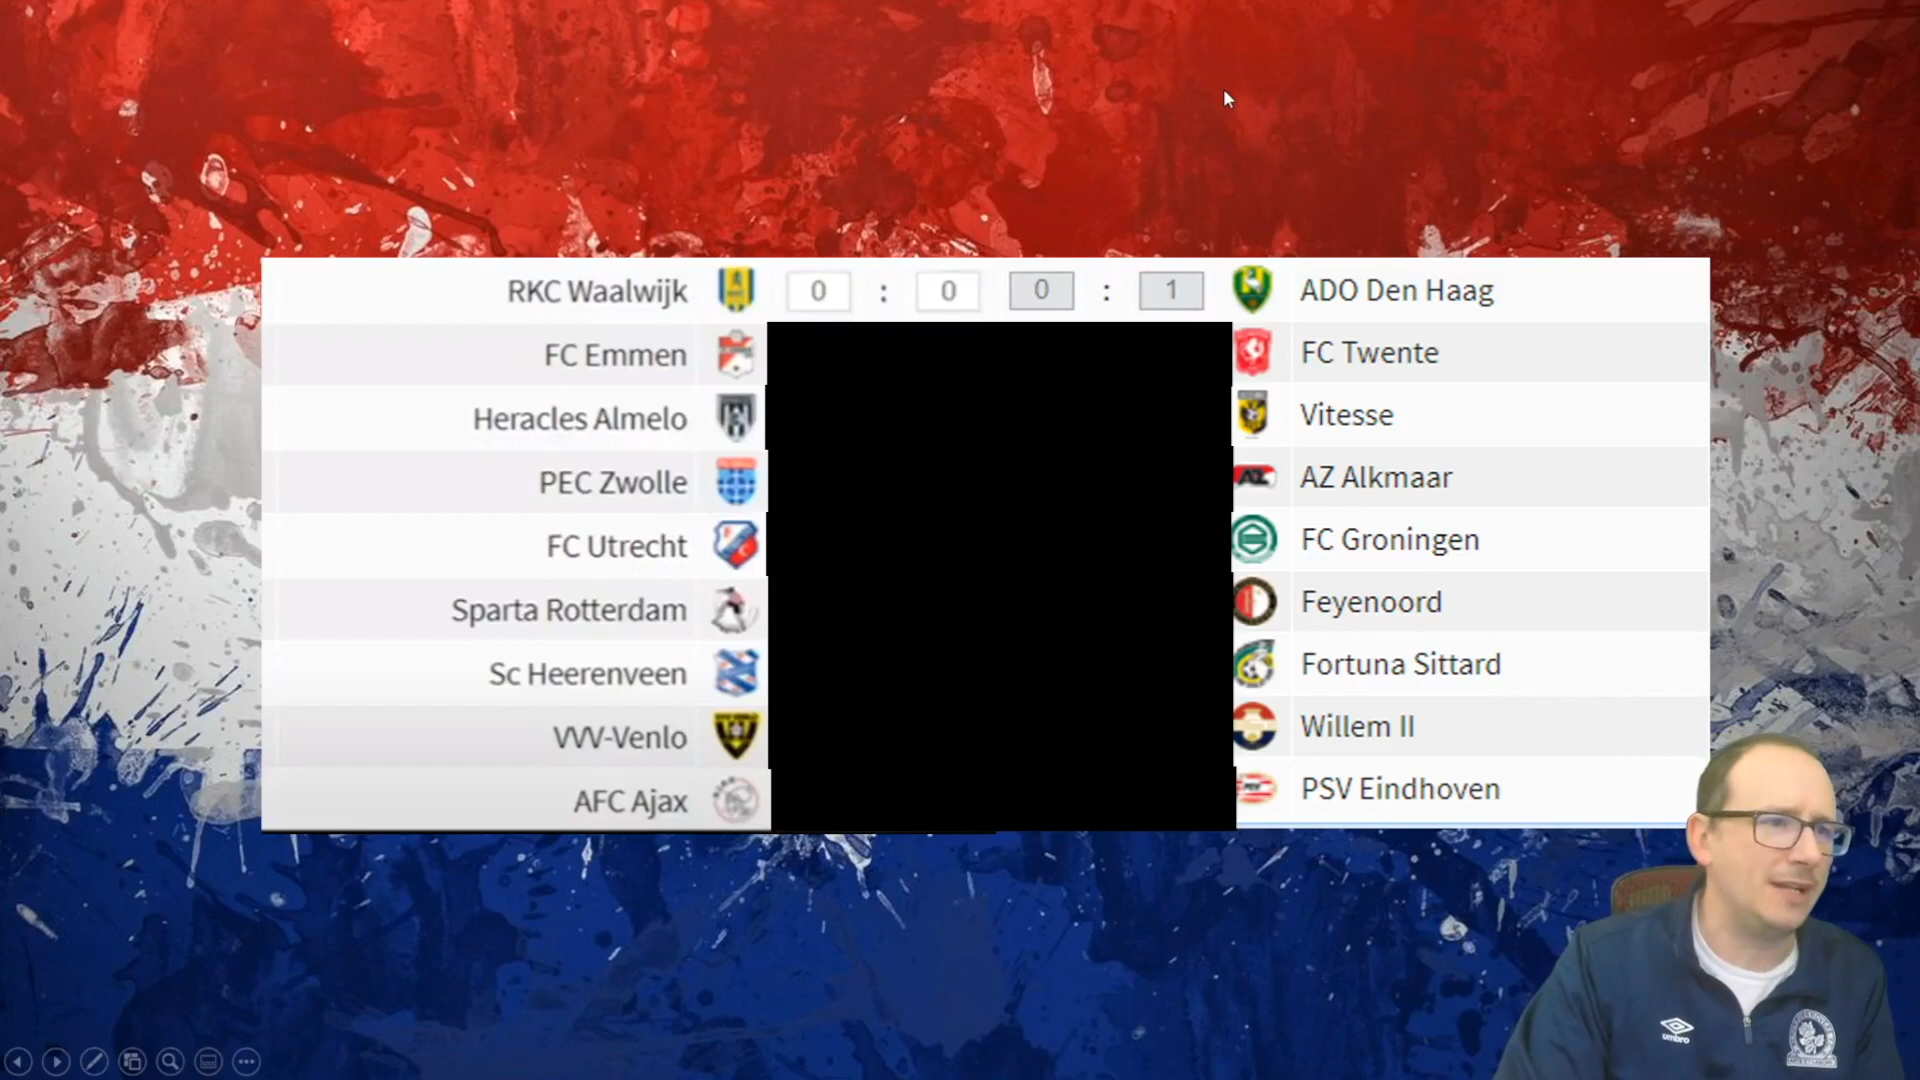 RKC Waalwijk 0 : 0 0 : 1 ADO Den Haag
FC Emmen FC Twente
Heracles Almelo Vitesse
PEC Zwolle AZ Alkmaar
FC Utrecht FC Groningen
Sparta Rotterdam Feyenoord
Sc Heerenveen Fortuna Sittard
VVV-Venlo Willem II
AFC Ajax PSV Eindhoven
umbro